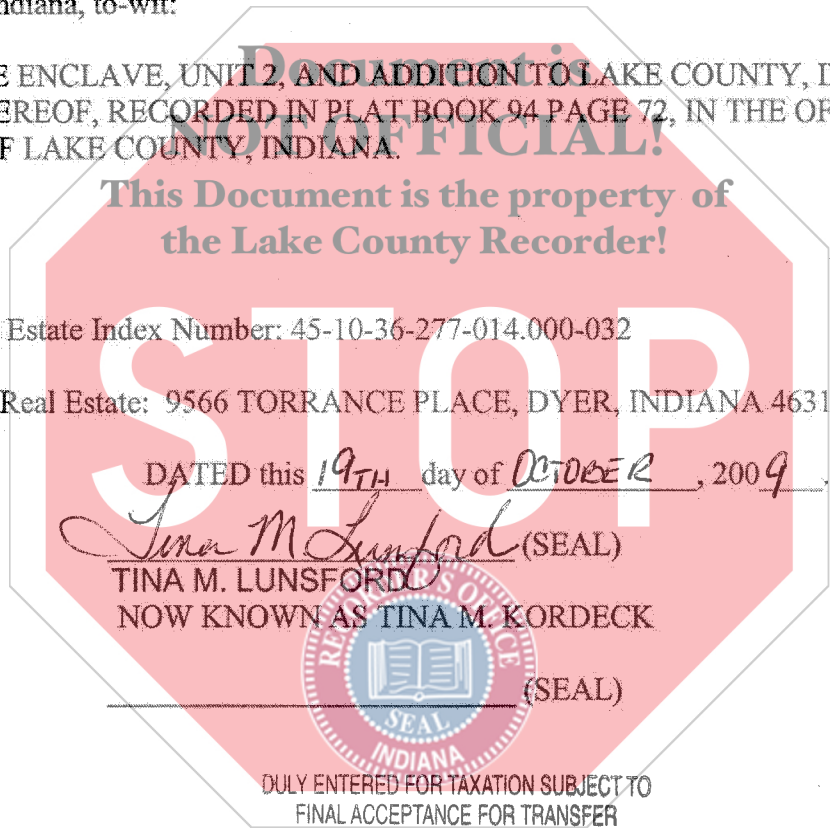 ndiana, to-wit:
E ENCLAVE, UNIT 2, AND ADDITION TO LAKE COUNTY, D
EREOF, RECORDED IN PLAT BOOK 94 PAGE 72, IN THE OF
F LAKE COUNTY, INDIANA.
Document is
NOT OFFICIAL!
This Document is the property of
the Lake County Recorder!
STOP
Estate Index Number: 45-10-36-277-014.000-032
Real Estate: 9566 TORRANCE PLACE, DYER, INDIANA 4631
DATED this 19TH day of OCTOBER, 2009.
Tina M Lunsford (SEAL)
TINA M. LUNSFORD
NOW KNOWN AS TINA M. KORDECK
(SEAL)
RECORDER'S OFFICE
SEAL
INDIANA
DULY ENTERED FOR TAXATION SUBJECT TO
FINAL ACCEPTANCE FOR TRANSFER